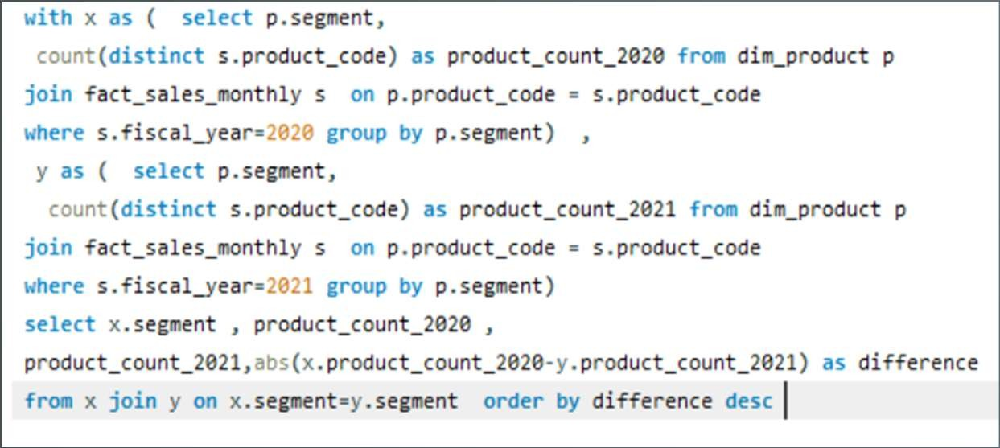 with x as (  select p.segment,
count(distinct s.product_code) as product_count_2020 from dim_product p
join fact_sales_monthly s  on p.product_code = s.product_code
where s.fiscal_year=2020 group by p.segment)  ,
y as (  select p.segment,
count(distinct s.product_code) as product_count_2021 from dim_product p
join fact_sales_monthly s  on p.product_code = s.product_code
where s.fiscal_year=2021 group by p.segment)
select x.segment , product_count_2020 ,
product_count_2021,abs(x.product_count_2020-y.product_count_2021) as difference
from x join y on x.segment=y.segment  order by difference desc